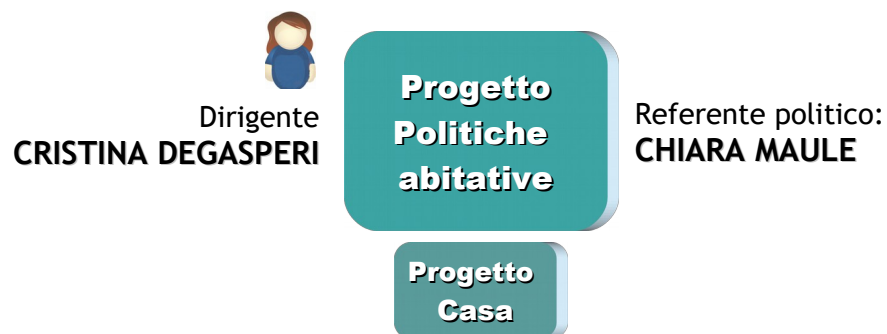 Dirigente
CRISTINA DEGASPERI
Progetto
Politiche
abitative
Referente politico:
CHIARA MAULE
Progetto
Casa